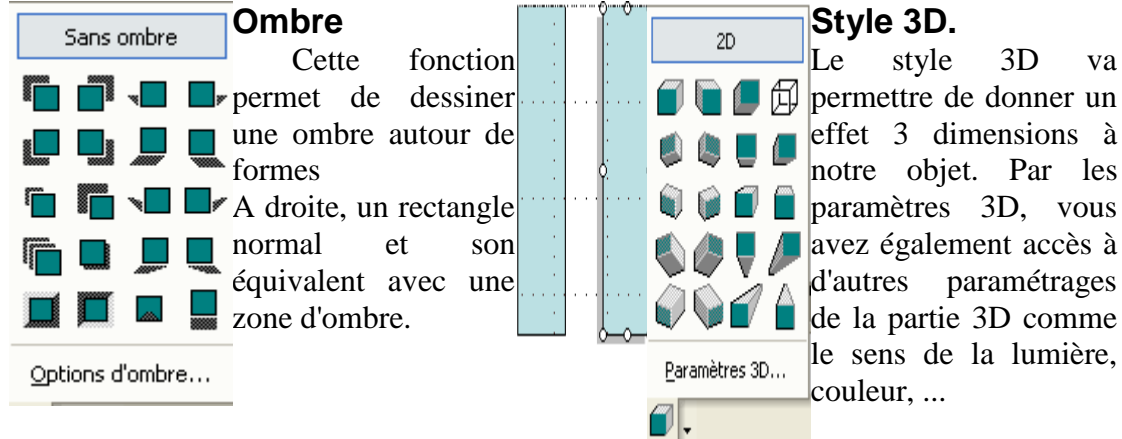 Sans ombre
Options d'ombre...
Ombre
Cette fonction
permet de dessiner
une ombre autour de
formes
A droite, un rectangle
normal et son
équivalent avec une
zone d'ombre.
2D
Paramètres 3D...
Style 3D.
Le style 3D va
permettre de donner un
effet 3 dimensions à
notre objet. Par les
paramètres 3D, vous
avez également accès à
d'autres paramétrages
de la partie 3D comme
le sens de la lumière,
couleur, ...